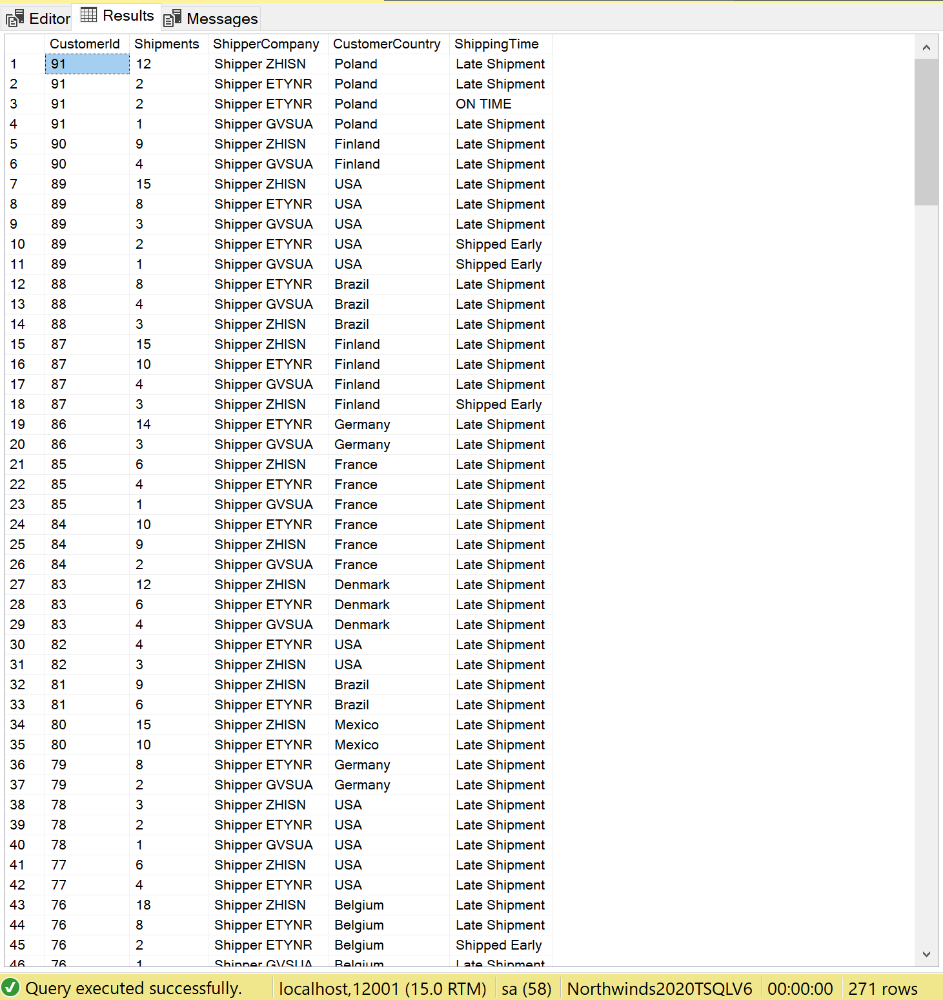 Editor Results Messages
CustomerId Shipments ShipperCompany CustomerCountry ShippingTime
1 91 12 Shipper ZHISN Poland Late Shipment
2 91 2 Shipper ETYNR Poland Late Shipment
3 91 2 Shipper ETYNR Poland ON TIME
4 91 1 Shipper GVSUA Poland Late Shipment
5 90 9 Shipper ZHISN Finland Late Shipment
6 90 4 Shipper GVSUA Finland Late Shipment
7 89 15 Shipper ZHISN USA Late Shipment
8 89 8 Shipper ETYNR USA Late Shipment
9 89 3 Shipper GVSUA USA Late Shipment
10 89 2 Shipper ETYNR USA Shipped Early
11 89 1 Shipper GVSUA USA Shipped Early
12 88 8 Shipper ETYNR Brazil Late Shipment
13 88 4 Shipper GVSUA Brazil Late Shipment
14 88 3 Shipper ZHISN Brazil Late Shipment
15 87 15 Shipper ZHISN Finland Late Shipment
16 87 10 Shipper ETYNR Finland Late Shipment
17 87 4 Shipper GVSUA Finland Late Shipment
18 87 3 Shipper ZHISN Finland Shipped Early
19 86 14 Shipper ETYNR Germany Late Shipment
20 86 3 Shipper GVSUA Germany Late Shipment
21 85 6 Shipper ZHISN France Late Shipment
22 85 4 Shipper ETYNR France Late Shipment
23 85 1 Shipper GVSUA France Late Shipment
24 84 10 Shipper ETYNR France Late Shipment
25 84 9 Shipper ZHISN France Late Shipment
26 84 2 Shipper GVSUA France Late Shipment
27 83 12 Shipper ZHISN Denmark Late Shipment
28 83 6 Shipper ETYNR Denmark Late Shipment
29 83 4 Shipper GVSUA Denmark Late Shipment
30 82 4 Shipper ETYNR USA Late Shipment
31 82 3 Shipper ZHISN USA Late Shipment
32 81 9 Shipper ZHISN Brazil Late Shipment
33 81 6 Shipper ETYNR Brazil Late Shipment
34 80 15 Shipper ZHISN Mexico Late Shipment
35 80 10 Shipper ETYNR Mexico Late Shipment
36 79 8 Shipper ETYNR Germany Late Shipment
37 79 2 Shipper GVSUA Germany Late Shipment
38 78 3 Shipper ZHISN USA Late Shipment
39 78 2 Shipper ETYNR USA Late Shipment
40 78 1 Shipper GVSUA USA Late Shipment
41 77 6 Shipper ZHISN USA Late Shipment
42 77 4 Shipper ETYNR USA Late Shipment
43 76 18 Shipper ZHISN Belgium Late Shipment
44 76 8 Shipper ETYNR Belgium Late Shipment
45 76 2 Shipper ETYNR Belgium Shipped Early
46 76 1 Shipper GVSUA Belgium Late Shipment
Query executed successfully. localhost,12001 (15.0 RTM) sa (58) Northwinds2020TSQLV6 00:00:00 271 rows